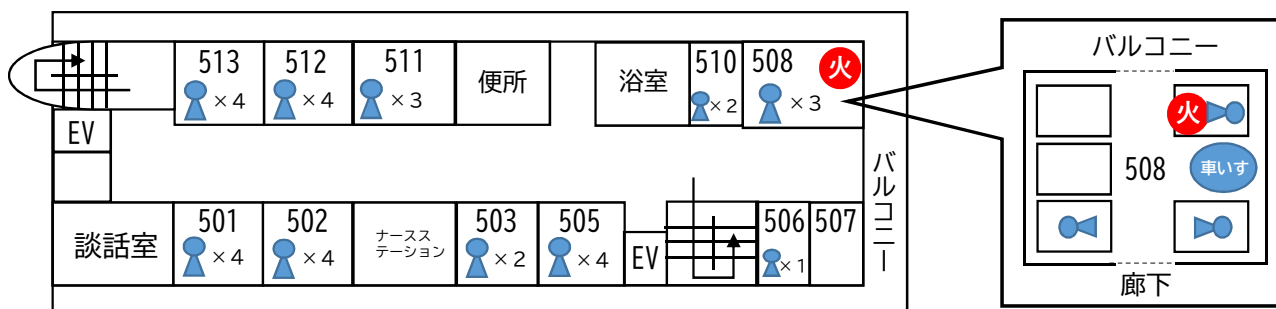 513
×4
512
×4
511
×3
便所
浴室
510
×2
508
火
×3
EV
談話室
501
×4
502
×4
ナースス
テーション
503
×2
505
×4
EV
506
×1
507
バルコニー
バルコニー
火
508
車いす
廊下